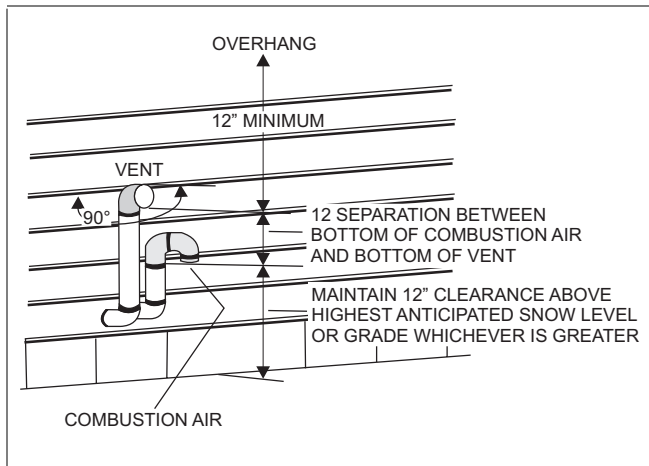 OVERHANG
12” MINIMUM
VENT
90°
12 SEPARATION BETWEEN
BOTTOM OF COMBUSTION AIR
AND BOTTOM OF VENT
MAINTAIN 12” CLEARANCE ABOVE
HIGHEST ANTICIPATED SNOW LEVEL
OR GRADE WHICHEVER IS GREATER
COMBUSTION AIR